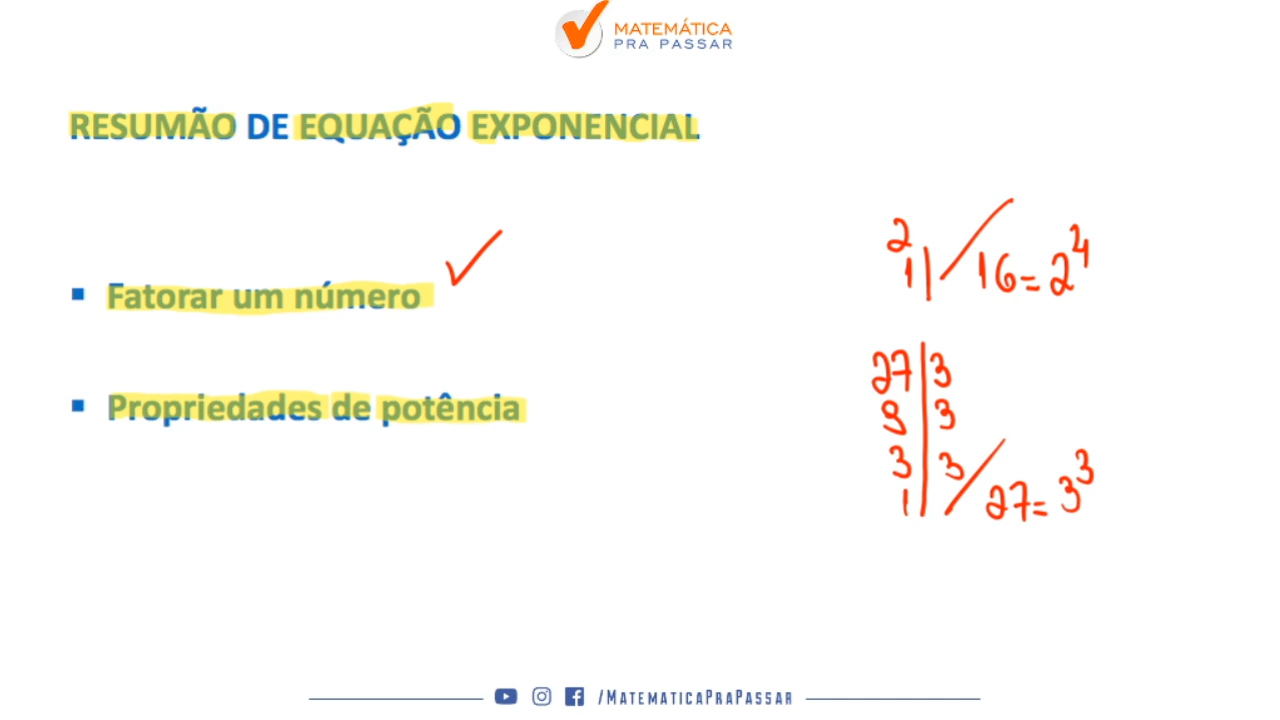 MATEMÁTICA
PRA PASSAR
RESUMÃO DE EQUAÇÃO EXPONENCIAL
2
1 | 16 = 2⁴
▪ Fatorar um número
27 | 3
9 | 3
3 | 3
1 | 27 = 3³
▪ Propriedades de potência
/MATEMATICAPRAPASSAR